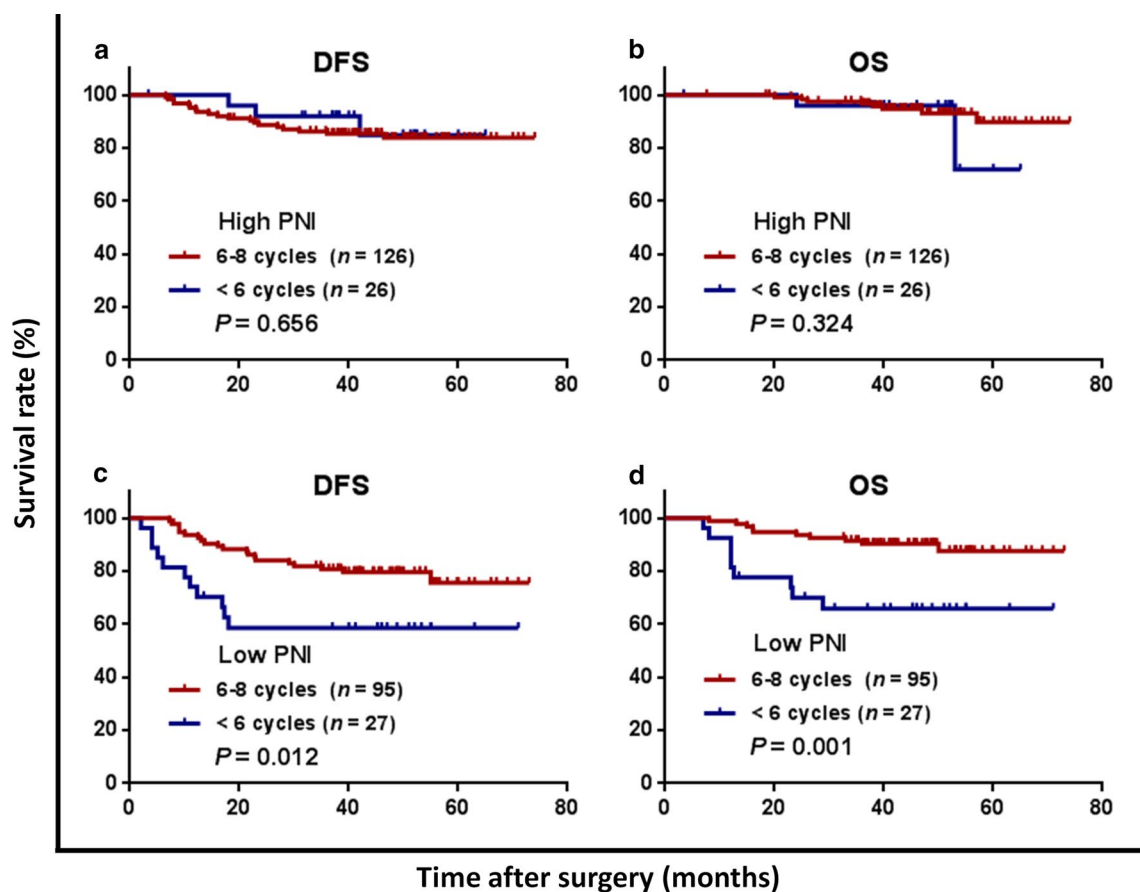 a
DFS
100
80
60
40
20
0
High PNI
6-8 cycles (n = 126)
< 6 cycles (n = 26)
P = 0.656
0 20 40 60 80
b
OS
100
80
60
40
20
0
High PNI
6-8 cycles (n = 126)
< 6 cycles (n = 26)
P = 0.324
0 20 40 60 80
c
DFS
100
80
60
40
20
0
Low PNI
6-8 cycles (n = 95)
< 6 cycles (n = 27)
P = 0.012
0 20 40 60 80
d
OS
100
80
60
40
20
0
Low PNI
6-8 cycles (n = 95)
< 6 cycles (n = 27)
P = 0.001
0 20 40 60 80
Survival rate (%)
Time after surgery (months)